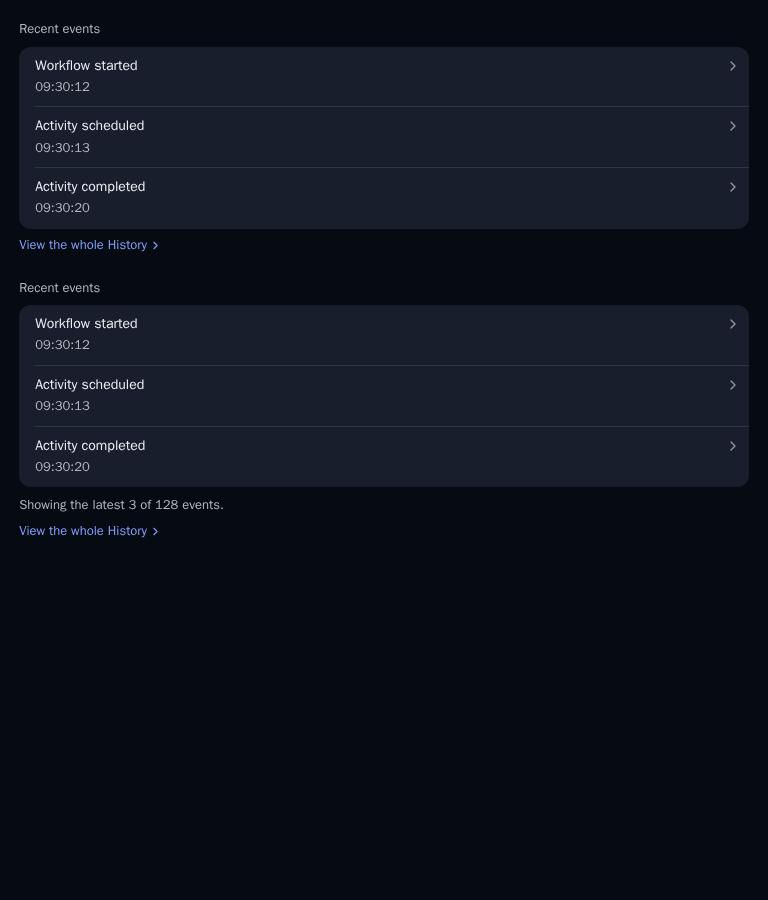 Recent events
Workflow started
09:30:12
Activity scheduled
09:30:13
Activity completed
09:30:20
View the whole History
Recent events
Workflow started
09:30:12
Activity scheduled
09:30:13
Activity completed
09:30:20
Showing the latest 3 of 128 events.
View the whole History